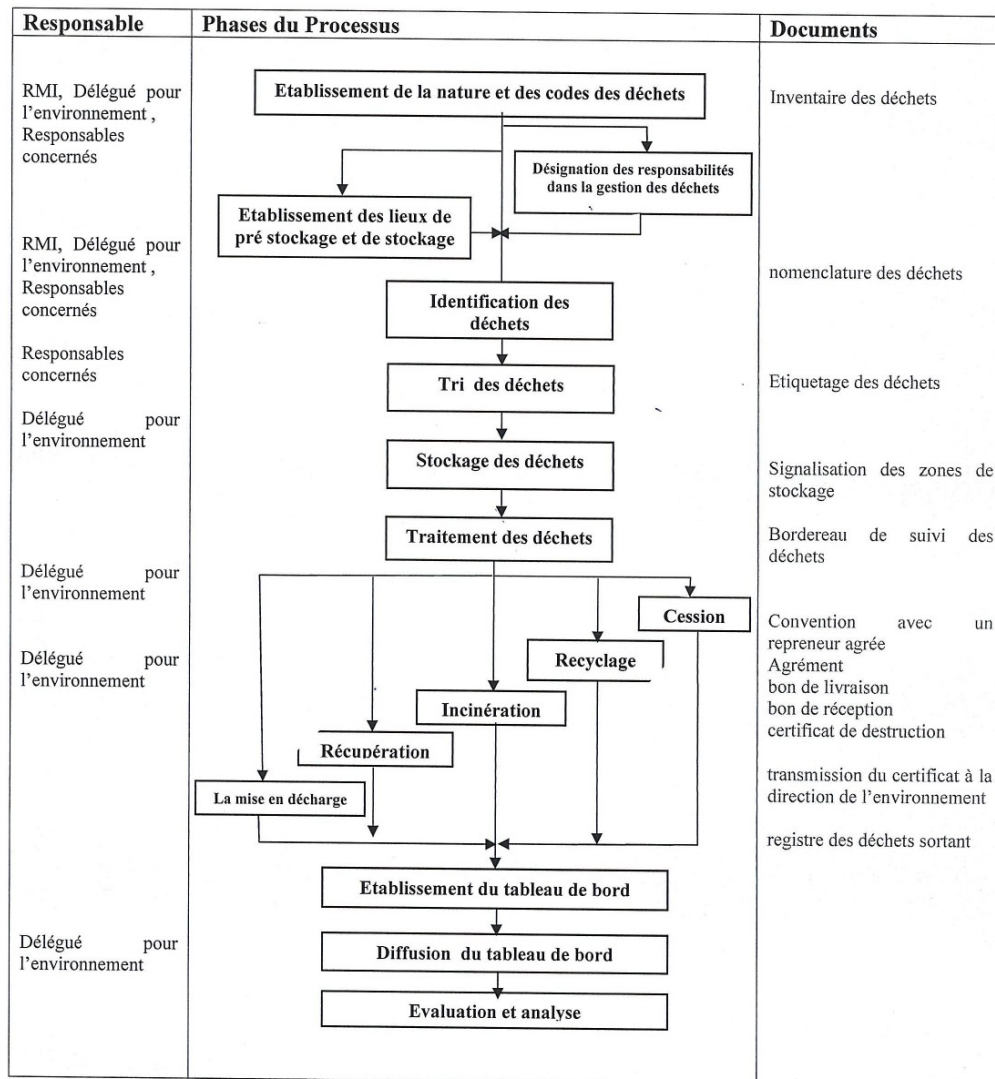 Responsable
Phases du Processus
Documents
RMI, Délégué pour
l'environnement ,
Responsables
concernés
Etablissement de la nature et des codes des déchets
Inventaire des déchets
Désignation des responsabilités
dans la gestion des déchets
Etablissement des lieux de
pré stockage et de stockage
RMI, Délégué pour
l'environnement ,
Responsables
concernés
nomenclature des déchets
Identification des
déchets
Responsables
concernés
Tri des déchets
Etiquetage des déchets
Délégué pour
l'environnement
Stockage des déchets
Signalisation des zones de
stockage
Traitement des déchets
Bordereau de suivi des
déchets
Délégué pour
l'environnement
Cession
Convention avec un
repreneur agrée
Agrément
bon de livraison
bon de réception
certificat de destruction
Délégué pour
l'environnement
Recyclage
Incinération
Récupération
La mise en décharge
transmission du certificat à la
direction de l'environnement
registre des déchets sortant
Etablissement du tableau de bord
Délégué pour
l'environnement
Diffusion du tableau de bord
Evaluation et analyse